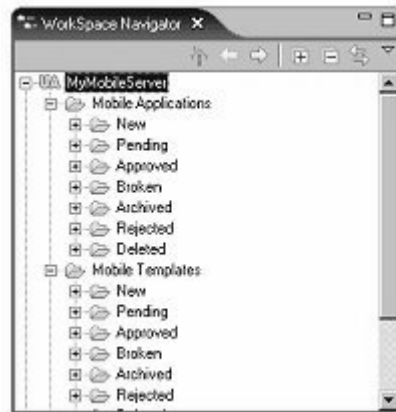 WorkSpace Navigator
MyMobileServer
Mobile Applications
New
Pending
Approved
Broken
Archived
Rejected
Deleted
Mobile Templates
New
Pending
Approved
Broken
Archived
Rejected